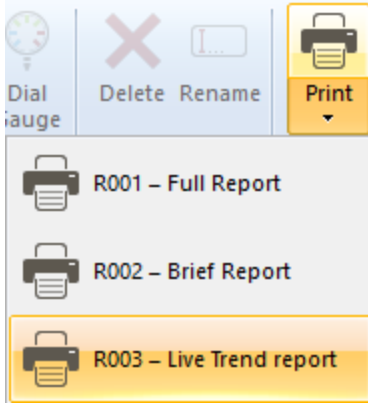 Dial
Gauge
Delete
Rename
Print
R001 – Full Report
R002 – Brief Report
R003 – Live Trend report